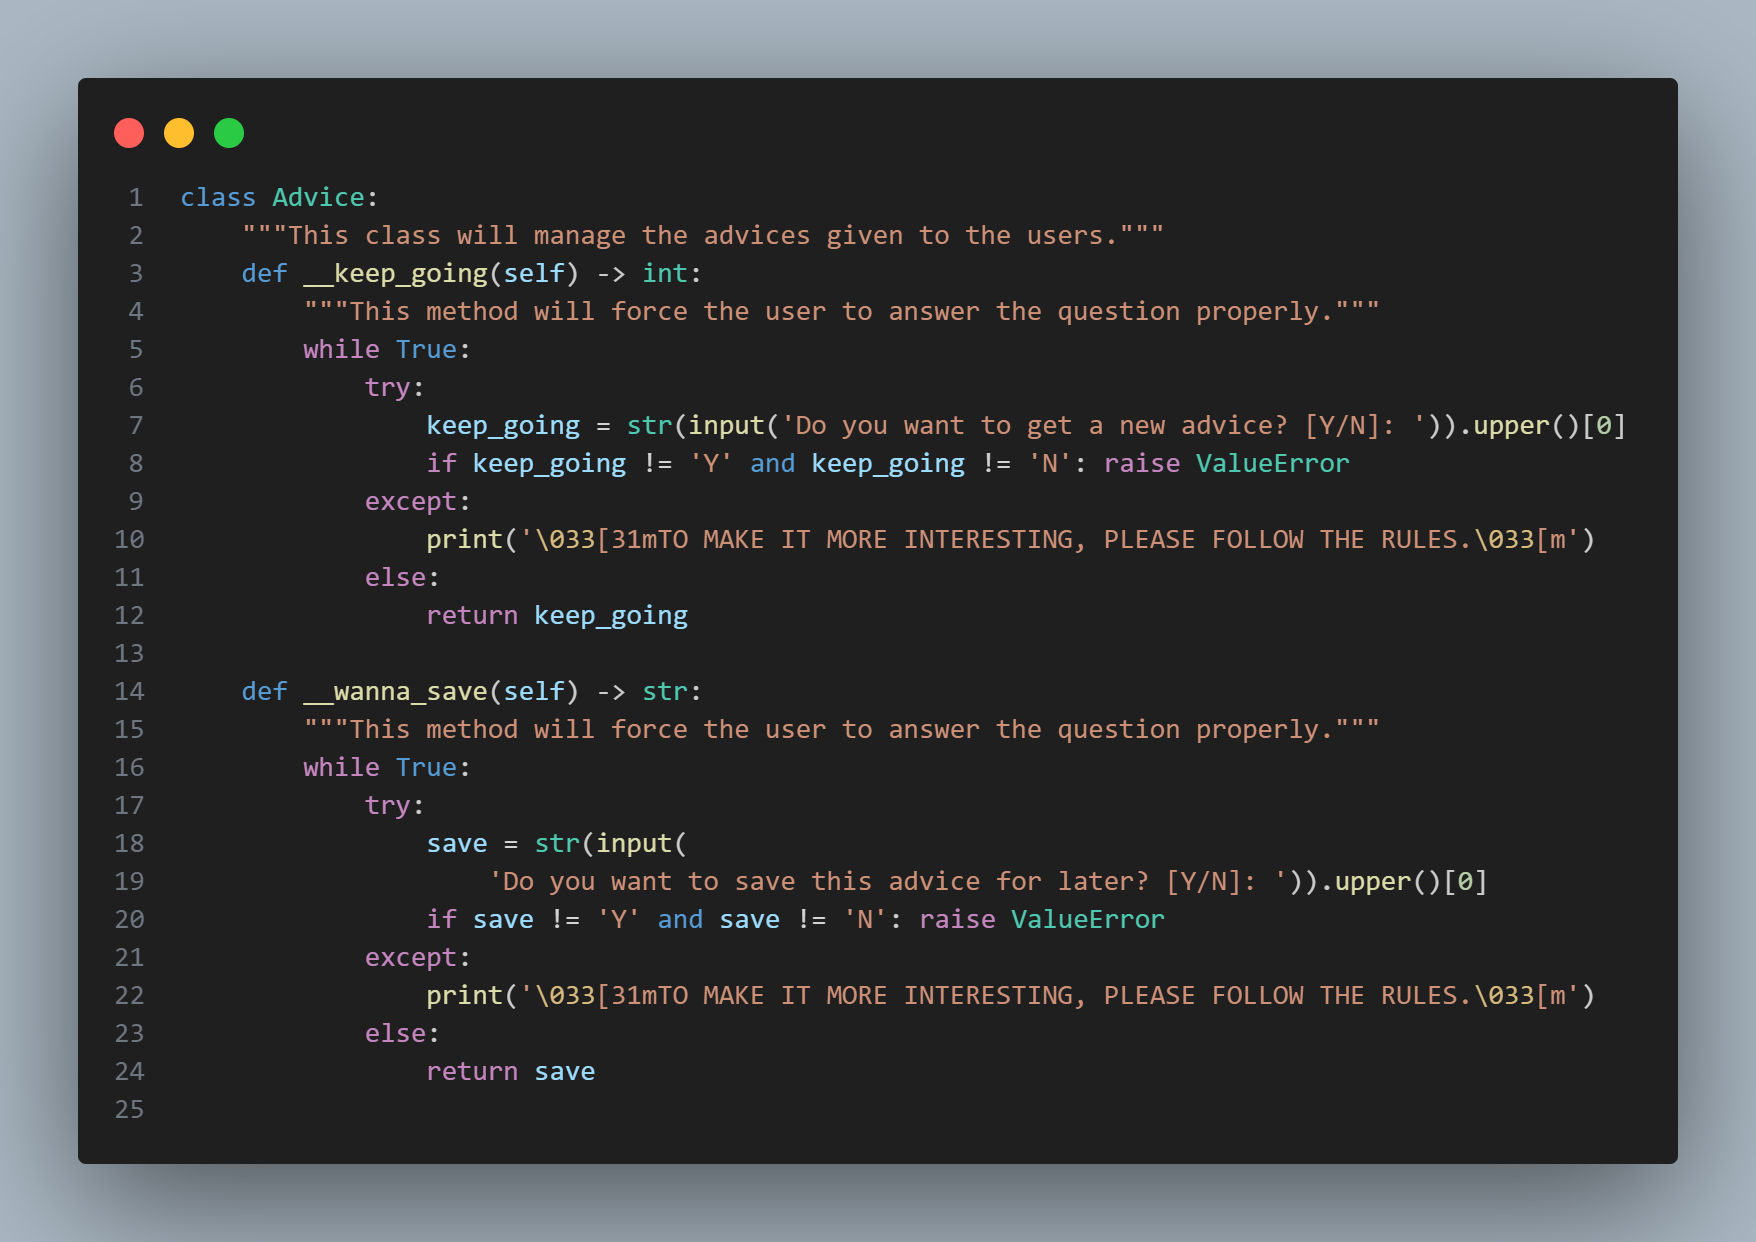 1 class Advice:
2     """This class will manage the advices given to the users."""
3     def __keep_going(self) -> int:
4         """This method will force the user to answer the question properly."""
5         while True:
6             try:
7                 keep_going = str(input('Do you want to get a new advice? [Y/N]: ')).upper()[0]
8                 if keep_going != 'Y' and keep_going != 'N': raise ValueError
9             except:
10                 print('\033[31mTO MAKE IT MORE INTERESTING, PLEASE FOLLOW THE RULES.\033[m')
11             else:
12                 return keep_going
13
14     def __wanna_save(self) -> str:
15         """This method will force the user to answer the question properly."""
16         while True:
17             try:
18                 save = str(input(
19                     'Do you want to save this advice for later? [Y/N]: ')).upper()[0]
20                 if save != 'Y' and save != 'N': raise ValueError
21             except:
22                 print('\033[31mTO MAKE IT MORE INTERESTING, PLEASE FOLLOW THE RULES.\033[m')
23             else:
24                 return save
25